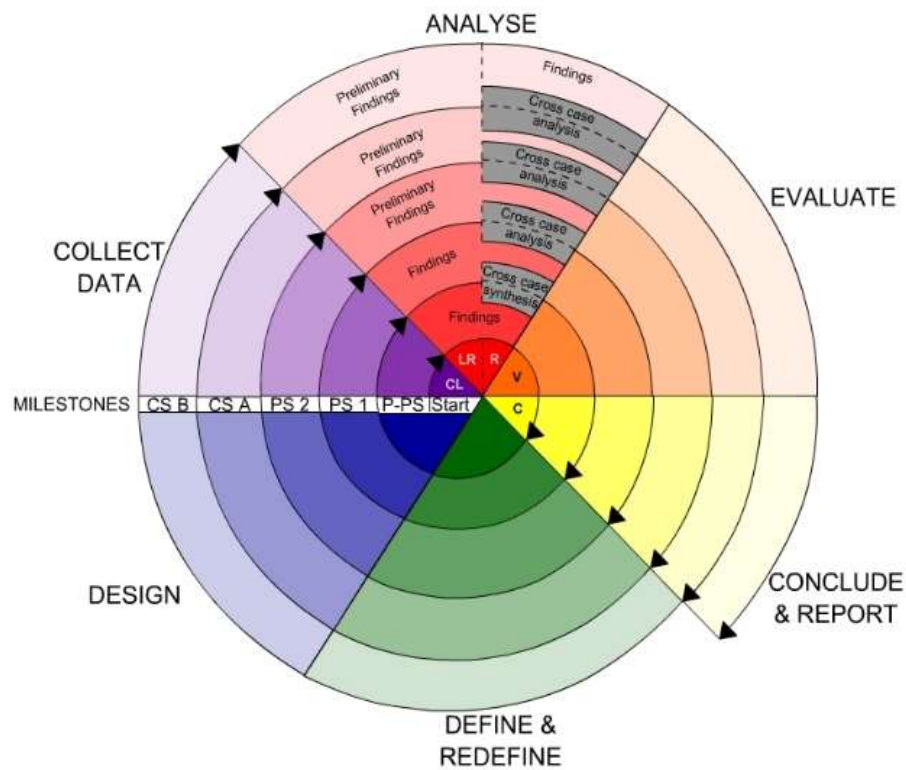 ANALYSE
Preliminary
Findings
Findings
Cross case
analysis
Preliminary
Findings
Cross case
analysis
Preliminary
Findings
Cross case
analysis
Findings
Cross case
synthesis
Findings
EVALUATE
COLLECT
DATA
LR
R
CL
V
MILESTONES
CS B
CS A
PS 2
PS 1
P-PS
Start
C
DESIGN
CONCLUDE
& REPORT
DEFINE &
REDEFINE